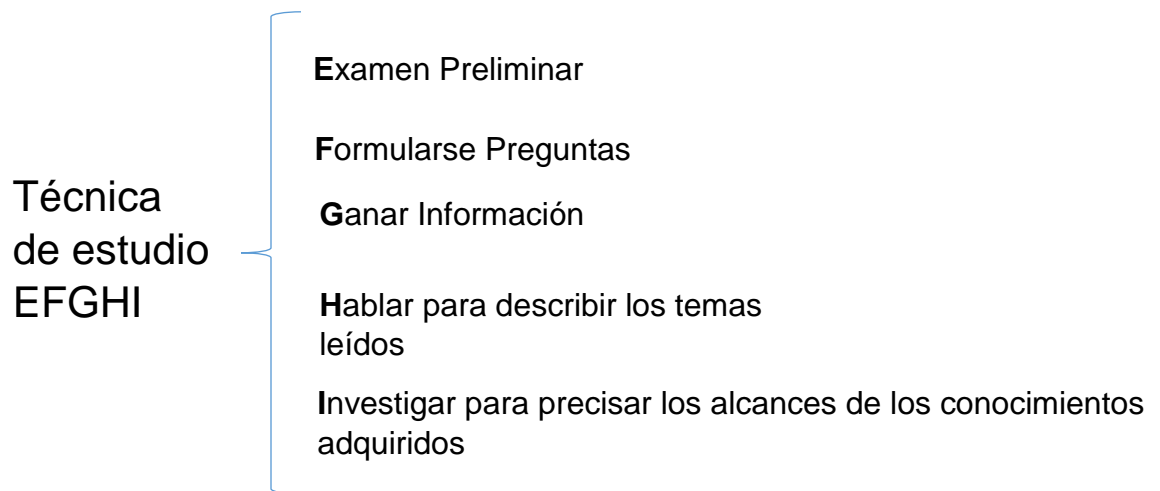 Técnica
de estudio
EFGHI
Examen Preliminar
Formularse Preguntas
Ganar Información
Hablar para describir los temas
leídos
Investigar para precisar los alcances de los conocimientos
adquiridos